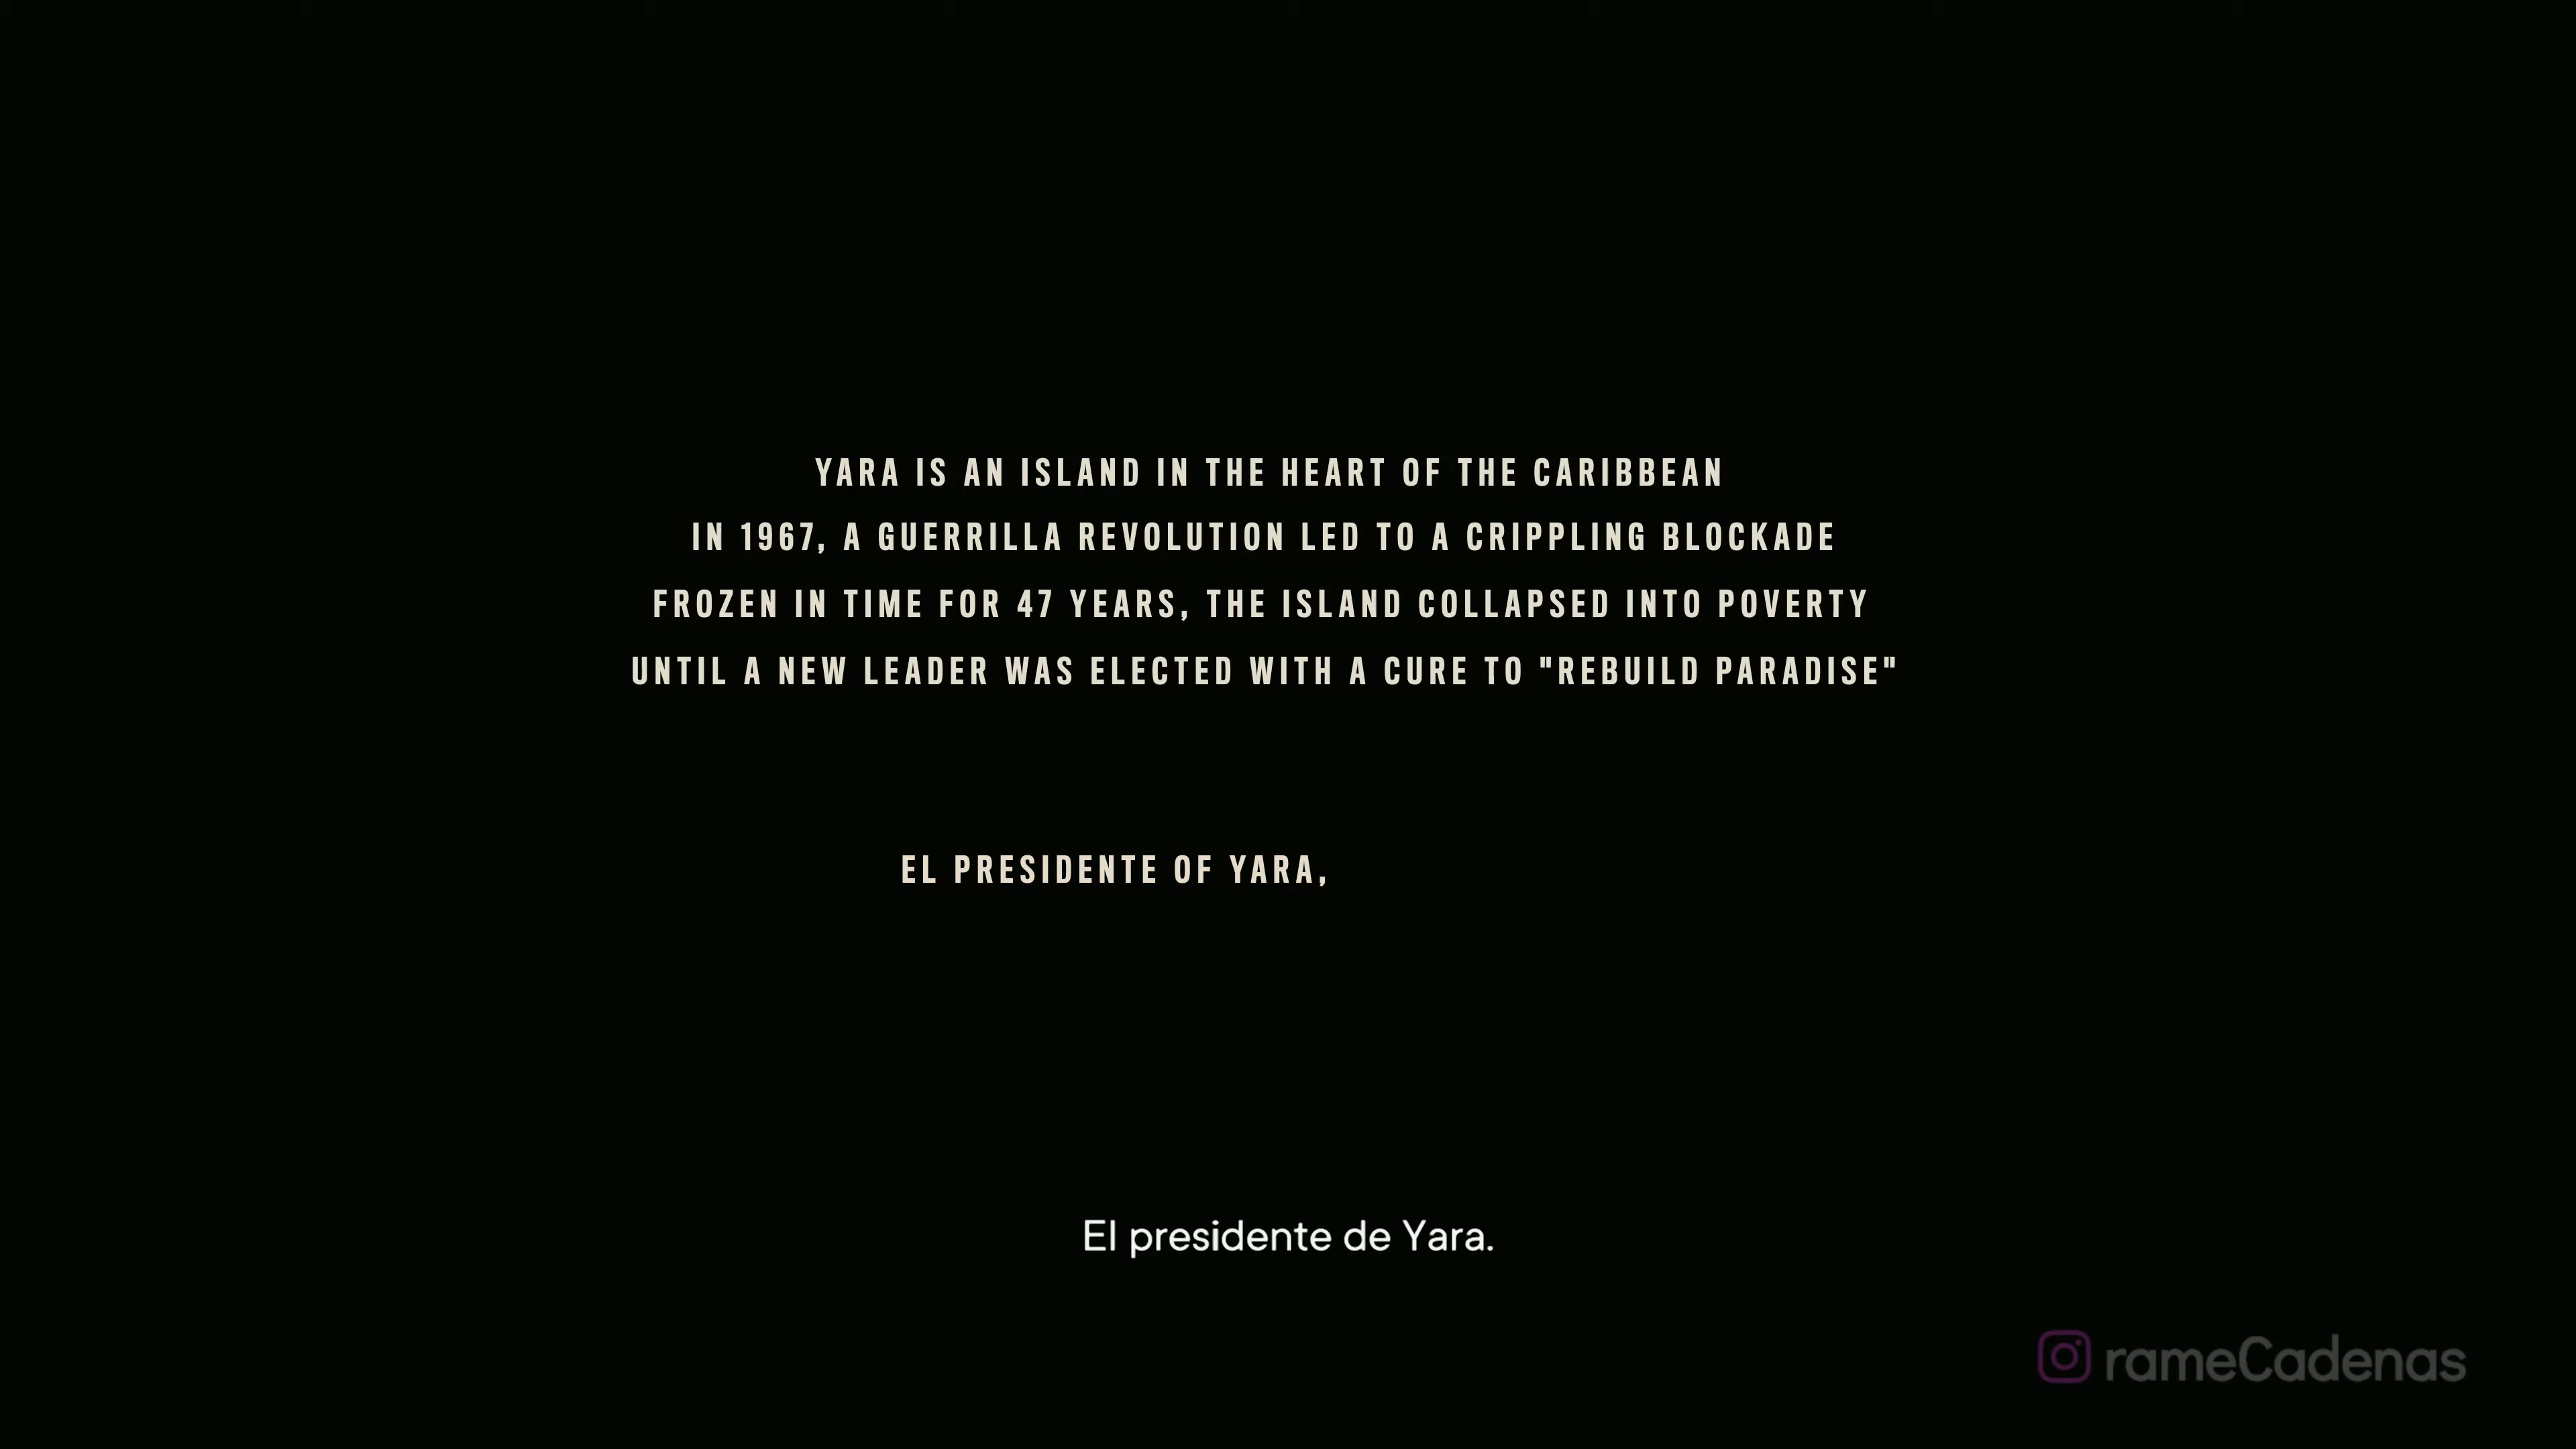 YARA IS AN ISLAND IN THE HEART OF THE CARIBBEAN
IN 1967, A GUERRILLA REVOLUTION LED TO A CRIPPLING BLOCKADE
FROZEN IN TIME FOR 47 YEARS, THE ISLAND COLLAPSED INTO POVERTY
UNTIL A NEW LEADER WAS ELECTED WITH A CURE TO "REBUILD PARADISE"
EL PRESIDENTE OF YARA,
El presidente de Yara.
rameCadenas